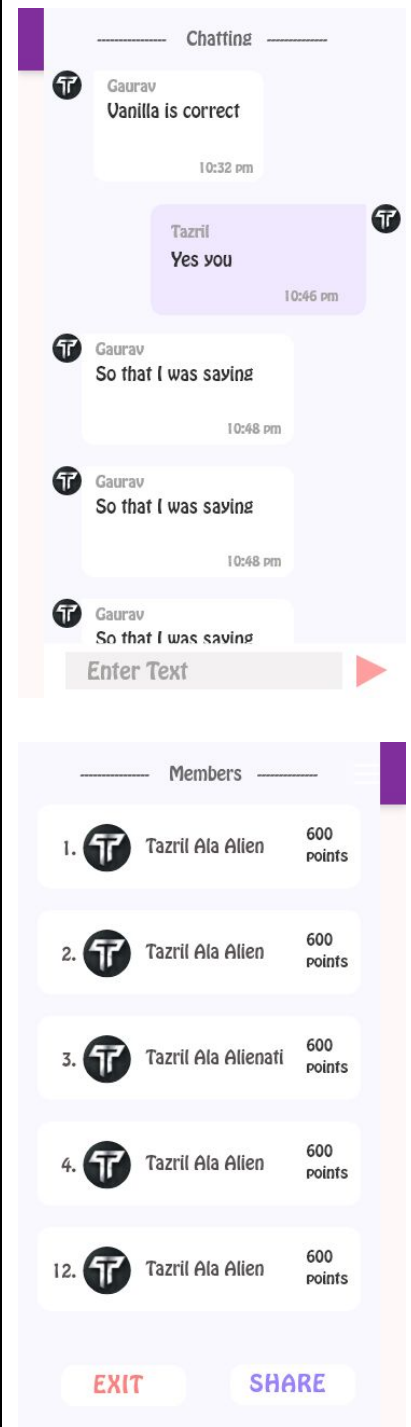 --------------- Chatting -------------
Gaurav
Vanilla is correct
10:32 pm
Tazril
Yes you
10:46 pm
Gaurav
So that I was saying
10:48 pm
Gaurav
So that I was saying
10:48 pm
Gaurav
So that I was saying
Enter Text
--------------- Members -------------
1. Tazril Ala Alien 600
points
2. Tazril Ala Alien 600
points
3. Tazril Ala Alienati 600
points
4. Tazril Ala Alien 600
points
12. Tazril Ala Alien 600
points
EXIT SHARE